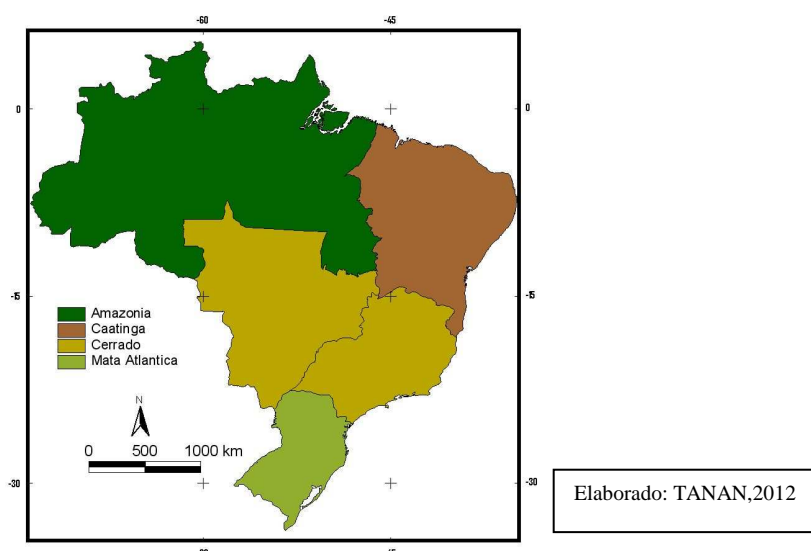 -60 -45
0 0
-15 -15
Amazonia
Caatinga
Cerrado
Mata Atlantica
N
0 500 1000 km
-30 -30
Elaborado: TANAN,2012
-45